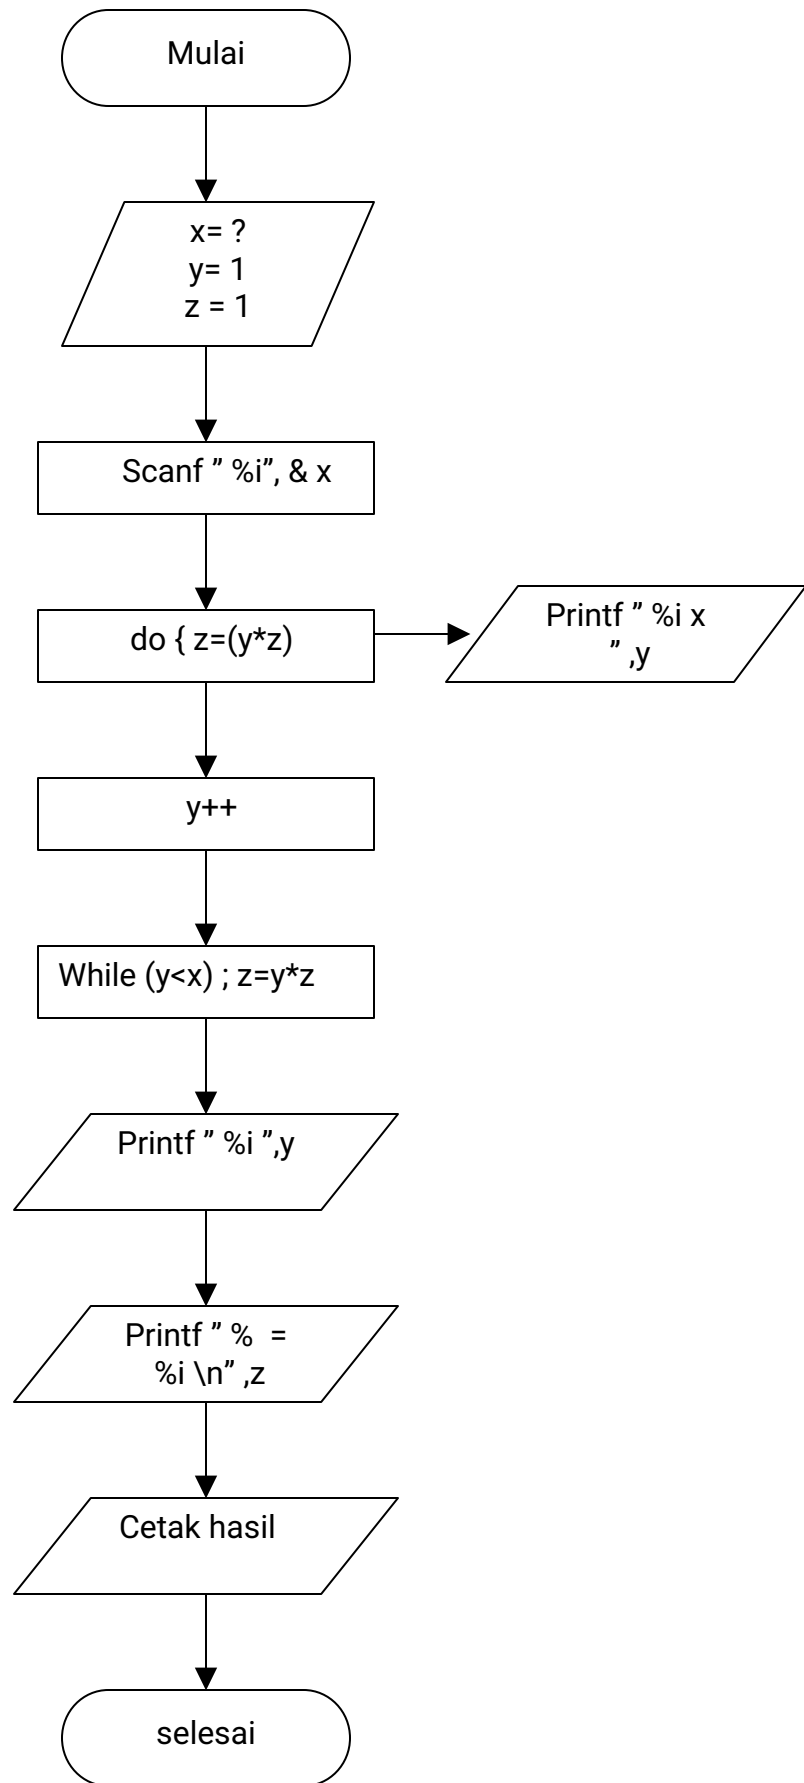 Mulai
x= ?
y= 1
z = 1
Scanf ” %i”, & x
do { z=(y*z)
Printf ” %i x
” ,y
y++
While (y<x) ; z=y*z
Printf ” %i ”,y
Printf ” %  =
%i \n” ,z
Cetak hasil
selesai